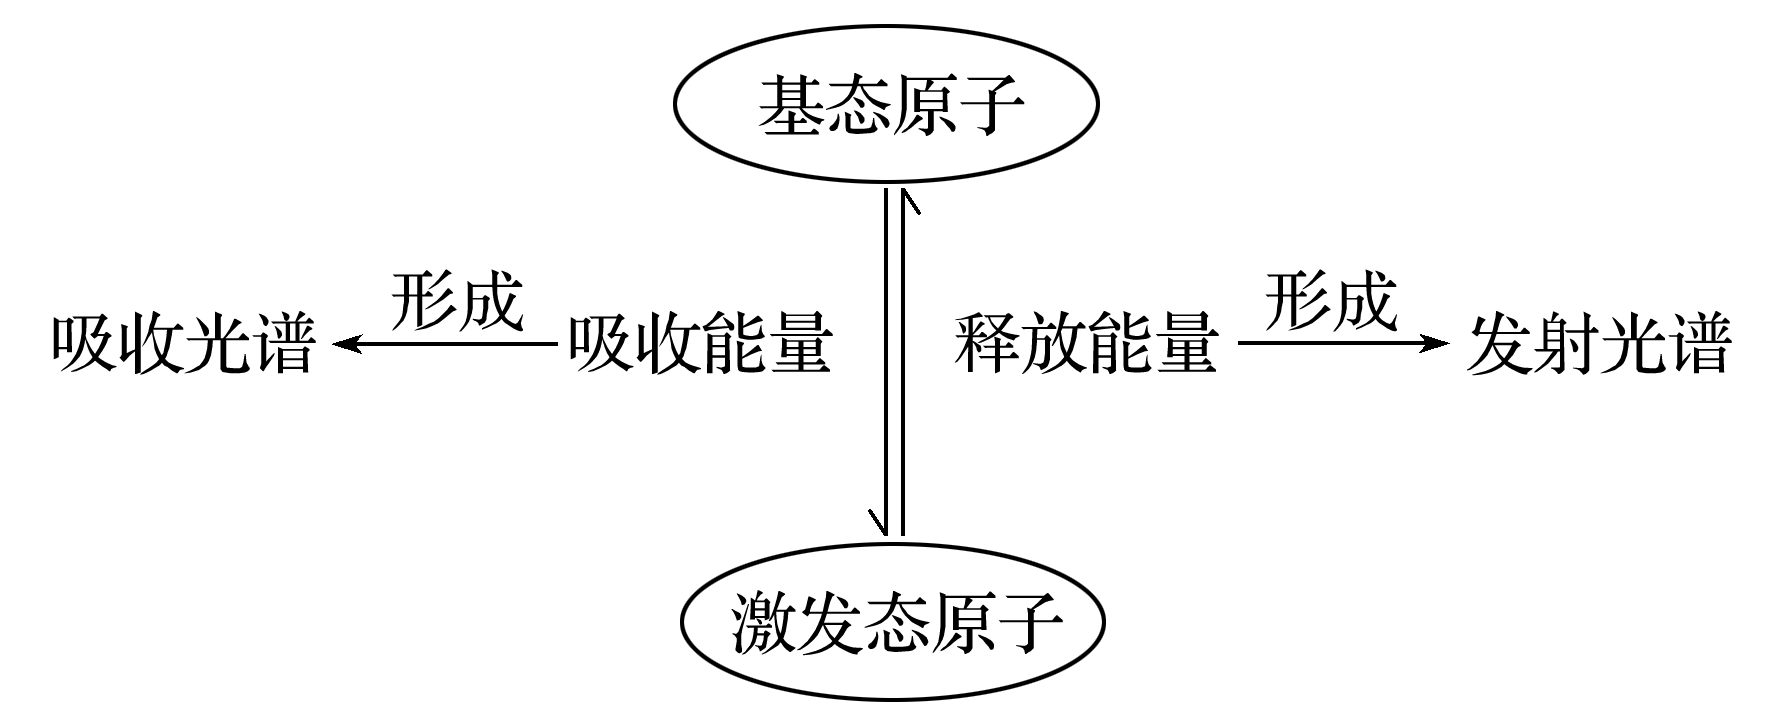 基态原子
形成
形成
吸收光谱
吸收能量
释放能量
发射光谱
激发态原子